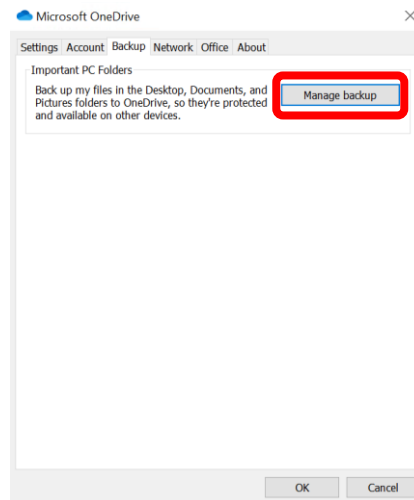 Microsoft OneDrive
Settings Account Backup Network Office About
Important PC Folders
Back up my files in the Desktop, Documents, and
Pictures folders to OneDrive, so they're protected
and available on other devices.
Manage backup
OK Cancel